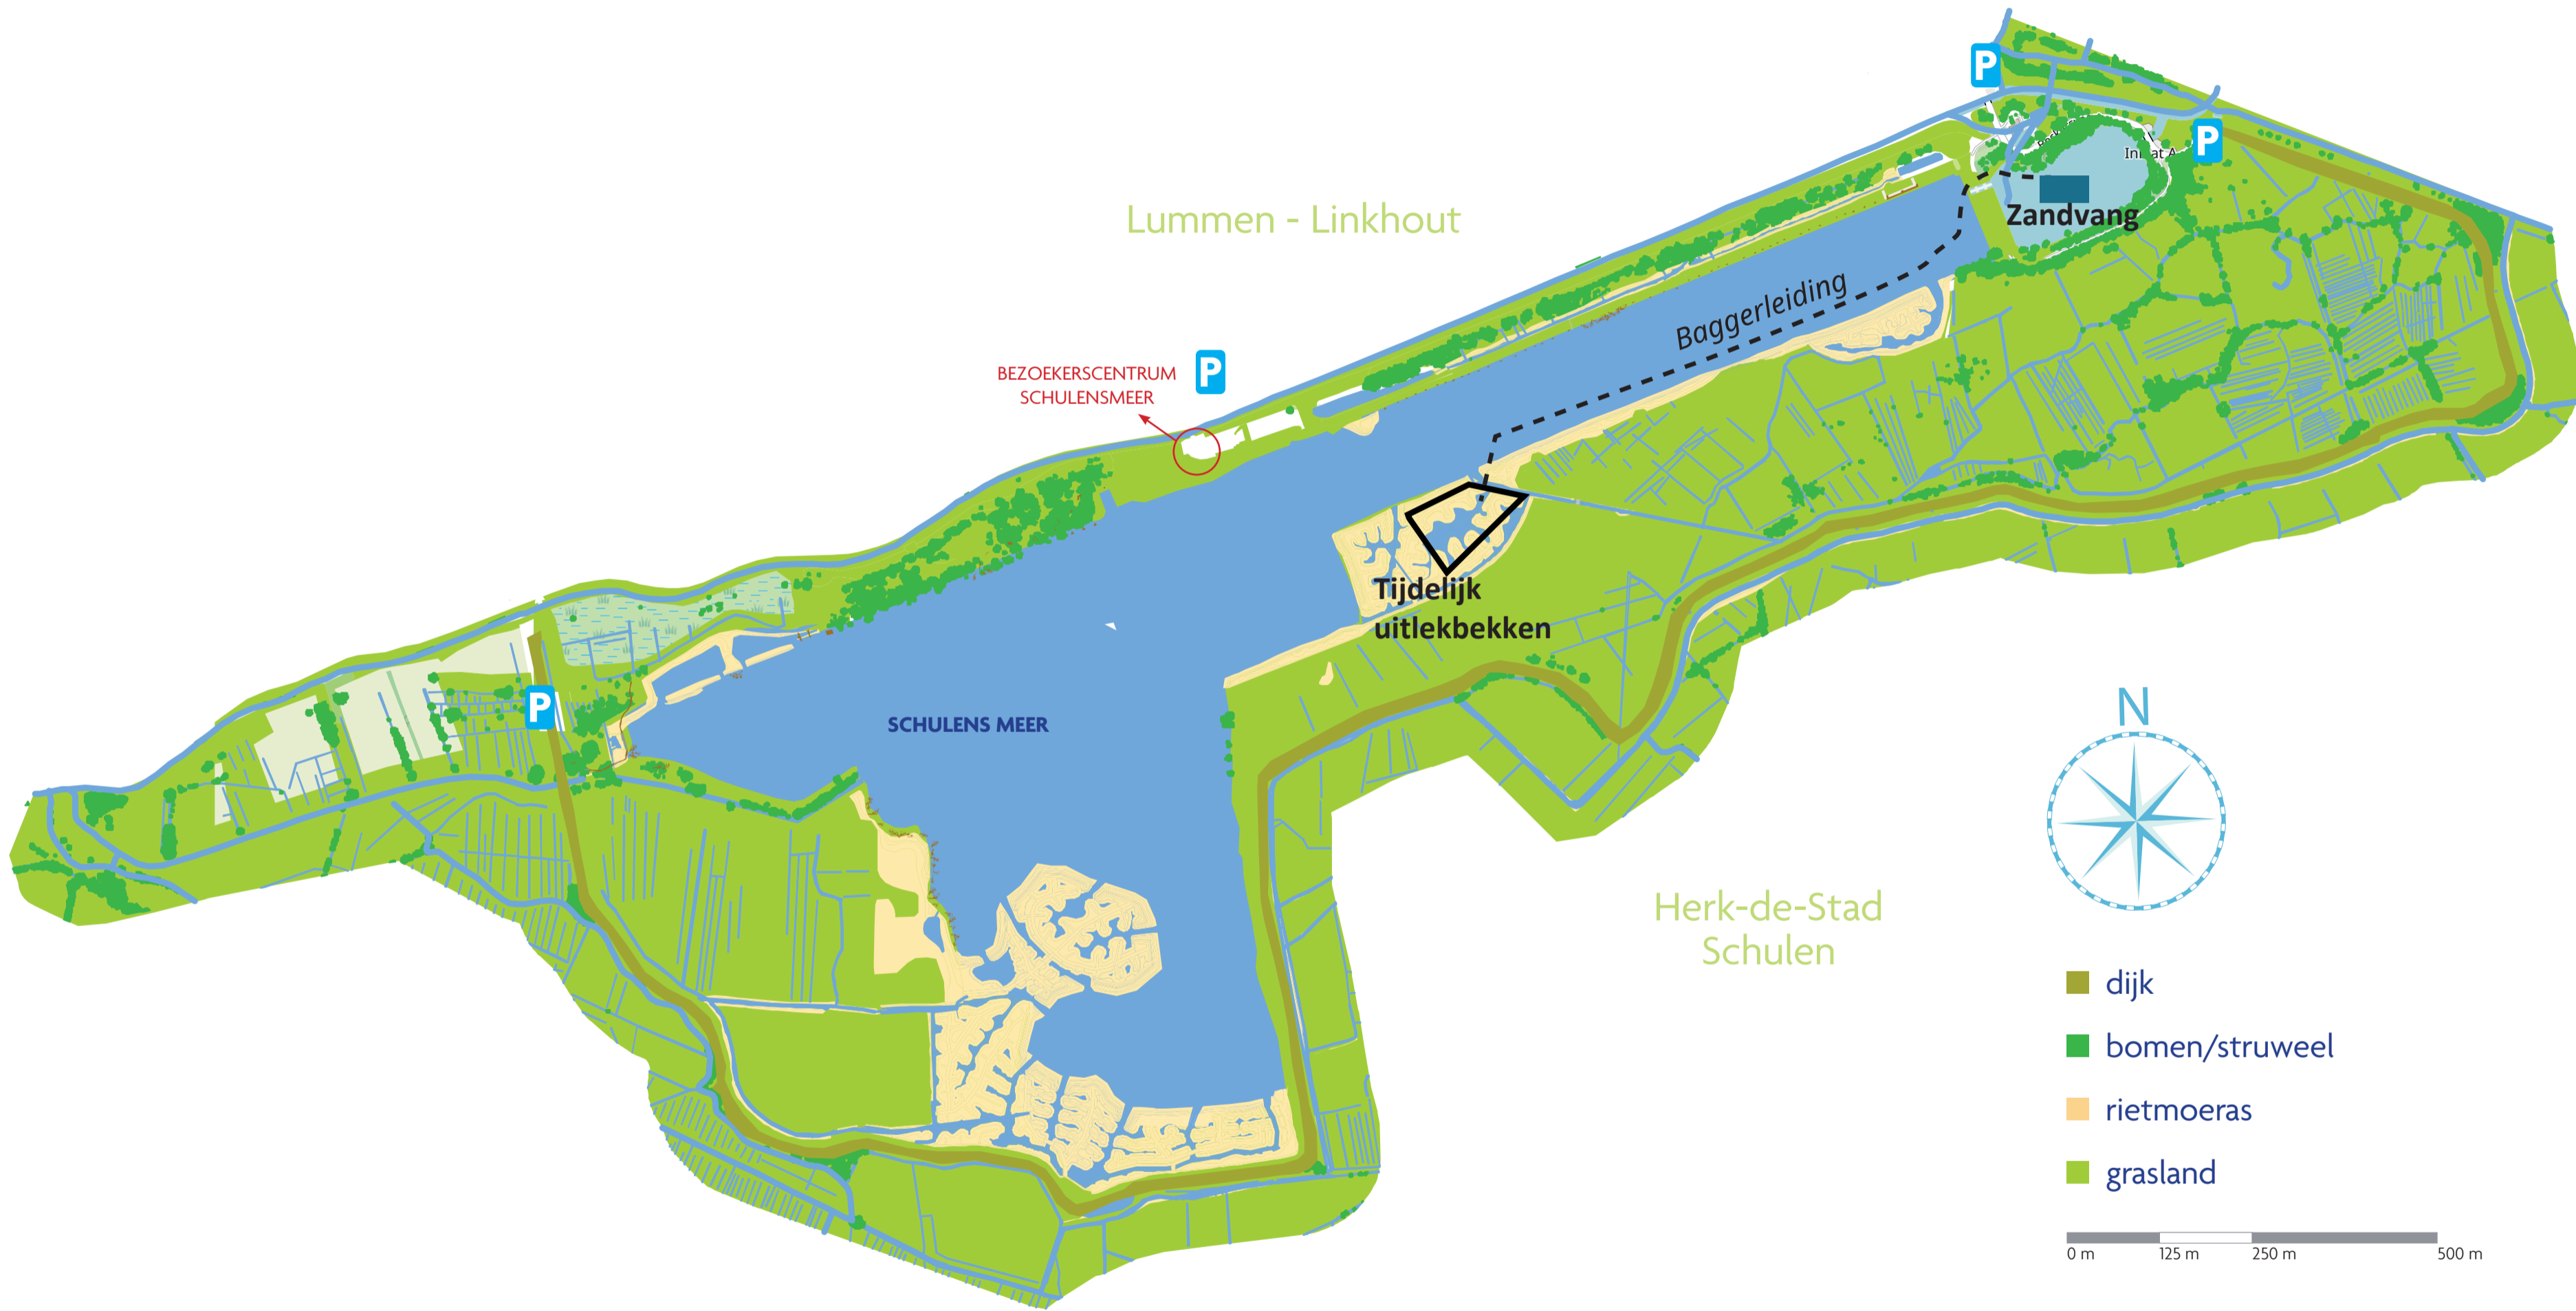 P
P
Inlaat A
Zandvang
Lummen - Linkhout
Baggerleiding
BEZOEKERSCENTRUM
SCHULENSMEER
P
Tijdelijk
uitlekbekken
P
SCHULENS MEER
N
Herk-de-Stad
Schulen
dijk
bomen/struweel
rietmoeras
grasland
0 m 125 m 250 m 500 m